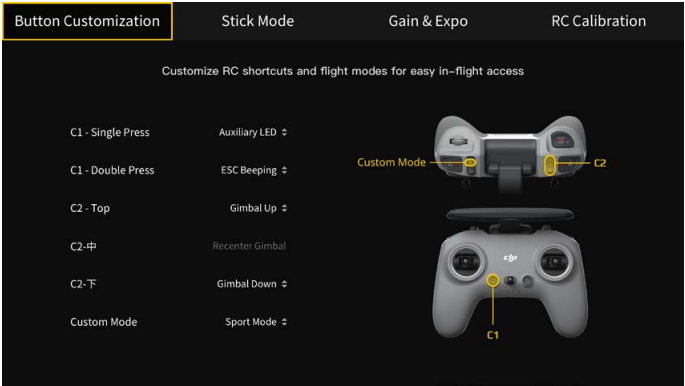 Button Customization Stick Mode Gain & Expo RC Calibration
Customize RC shortcuts and flight modes for easy in-flight access
C1 - Single Press Auxiliary LED
C1 - Double Press ESC Beeping
C2 - Top Gimbal Up
C2-中 Recenter Gimbal
C2-下 Gimbal Down
Custom Mode Sport Mode
Custom Mode C2
dji
C1